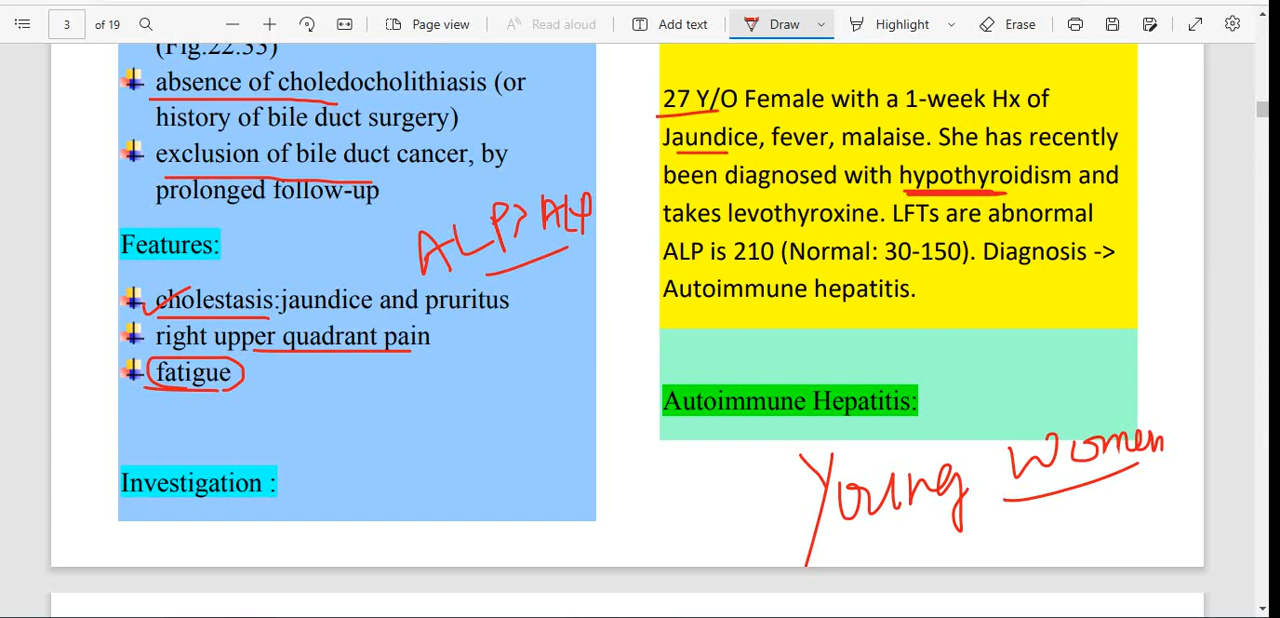 3
of 19
Page view
Read aloud
Add text
Draw
Highlight
Erase
(Fig.22.33)
absence of choledocholithiasis (or
history of bile duct surgery)
exclusion of bile duct cancer, by
prolonged follow-up
ALP > ALP
Features:
cholestasis:jaundice and pruritus
right upper quadrant pain
fatigue
Investigation :
27 Y/O Female with a 1-week Hx of
Jaundice, fever, malaise. She has recently
been diagnosed with hypothyroidism and
takes levothyroxine. LFTs are abnormal
ALP is 210 (Normal: 30-150). Diagnosis ->
Autoimmune hepatitis.
Autoimmune Hepatitis:
Young Women